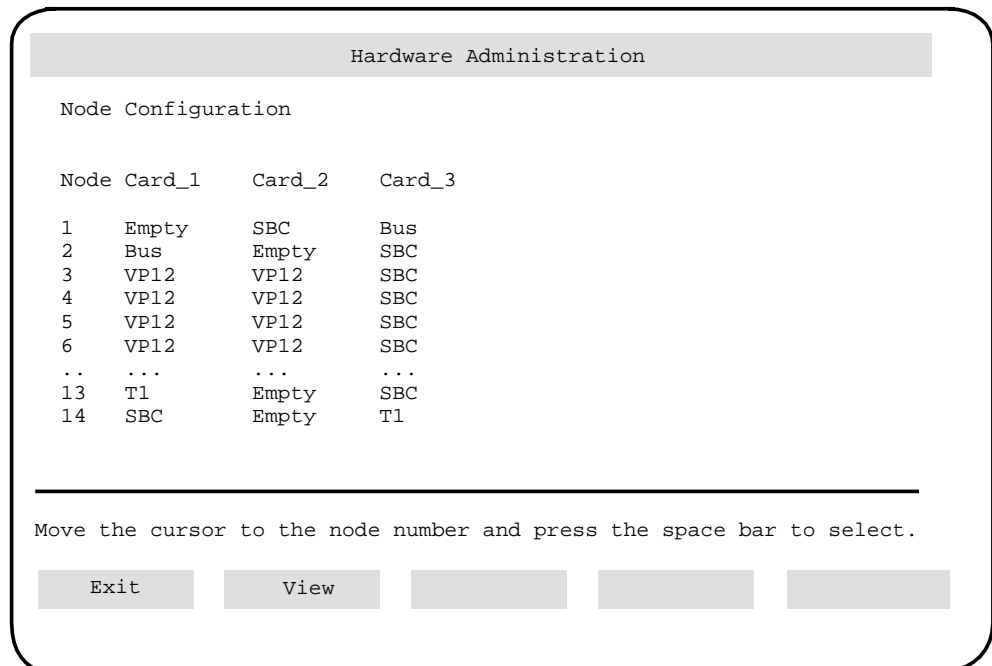 Hardware Administration
Node Configuration
Node Card_1 Card_2 Card_3
1 Empty SBC Bus
2 Bus Empty SBC
3 VP12 VP12 SBC
4 VP12 VP12 SBC
5 VP12 VP12 SBC
6 VP12 VP12 SBC
.. ... ... ...
13 T1 Empty SBC
14 SBC Empty T1
Move the cursor to the node number and press the space bar to select.
Exit View